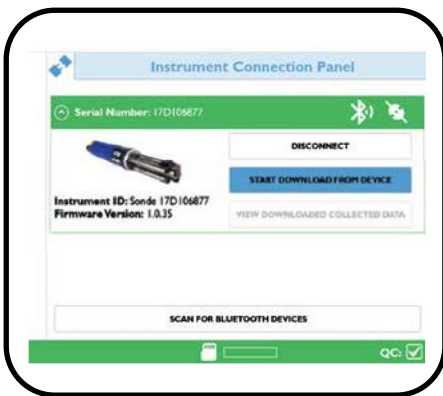 Instrument Connection Panel
Serial Number: 17D106877
DISCONNECT
START DOWNLOAD FROM DEVICE
Instrument ID: Sonde 17D106877
Firmware Version: 1.0.35
VIEW DOWNLOADED COLLECTED DATA
SCAN FOR BLUETOOTH DEVICES
QC: